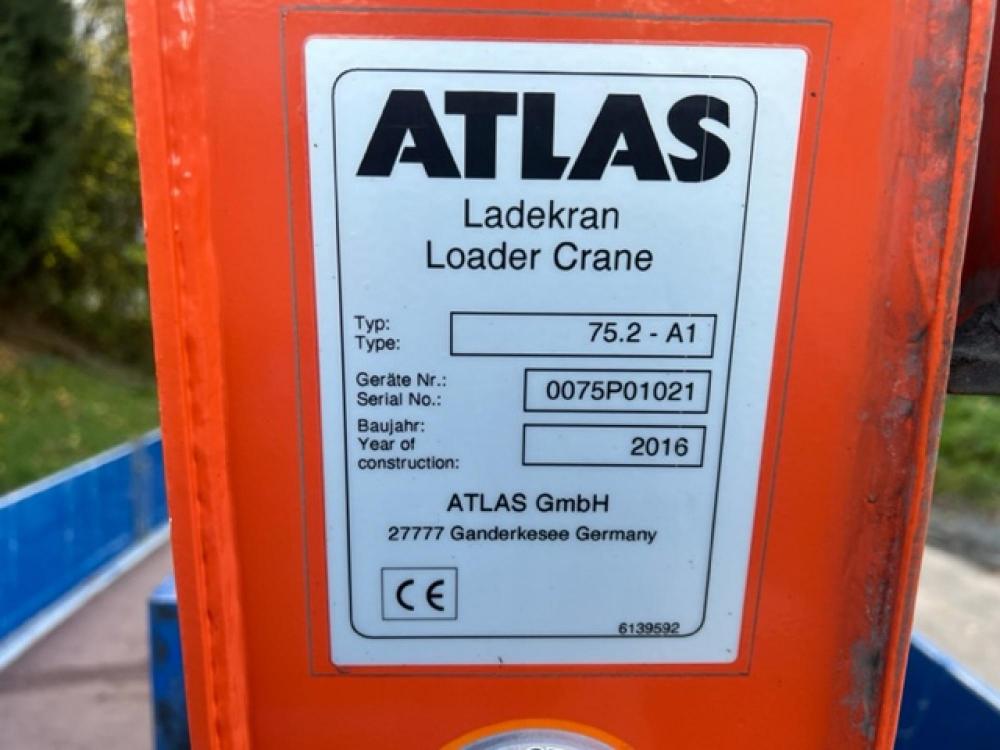 ATLAS
Ladekran
Loader Crane
Typ:
Type:
75.2 - A1
Geräte Nr.:
Serial No.:
0075P01021
Baujahr:
Year of
construction:
2016
ATLAS GmbH
27777 Ganderkesee Germany
CE
6139592